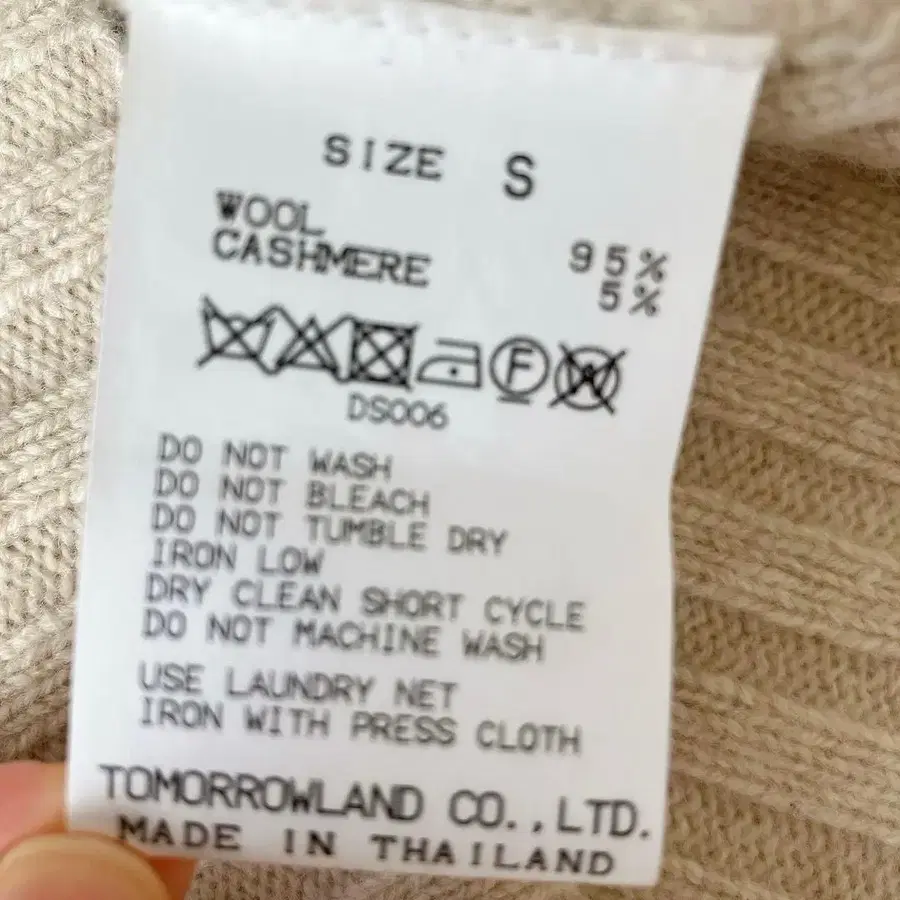 SIZE S
WOOL 95%
CASHMERE 5%
F W
DS006
DO NOT WASH
DO NOT BLEACH
DO NOT TUMBLE DRY
IRON LOW
DRY CLEAN SHORT CYCLE
DO NOT MACHINE WASH
USE LAUNDRY NET
IRON WITH PRESS CLOTH
TOMORROWLAND CO.,LTD.
MADE IN THAILAND